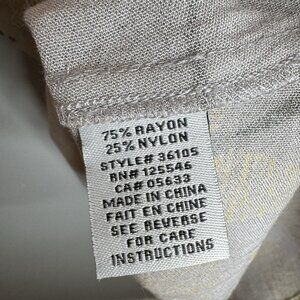 75% RAYON
25% NYLON
STYLE# 36105
RN# 125546
CA# 05633
MADE IN CHINA
FAIT EN CHINE
SEE REVERSE
FOR CARE
INSTRUCTIONS